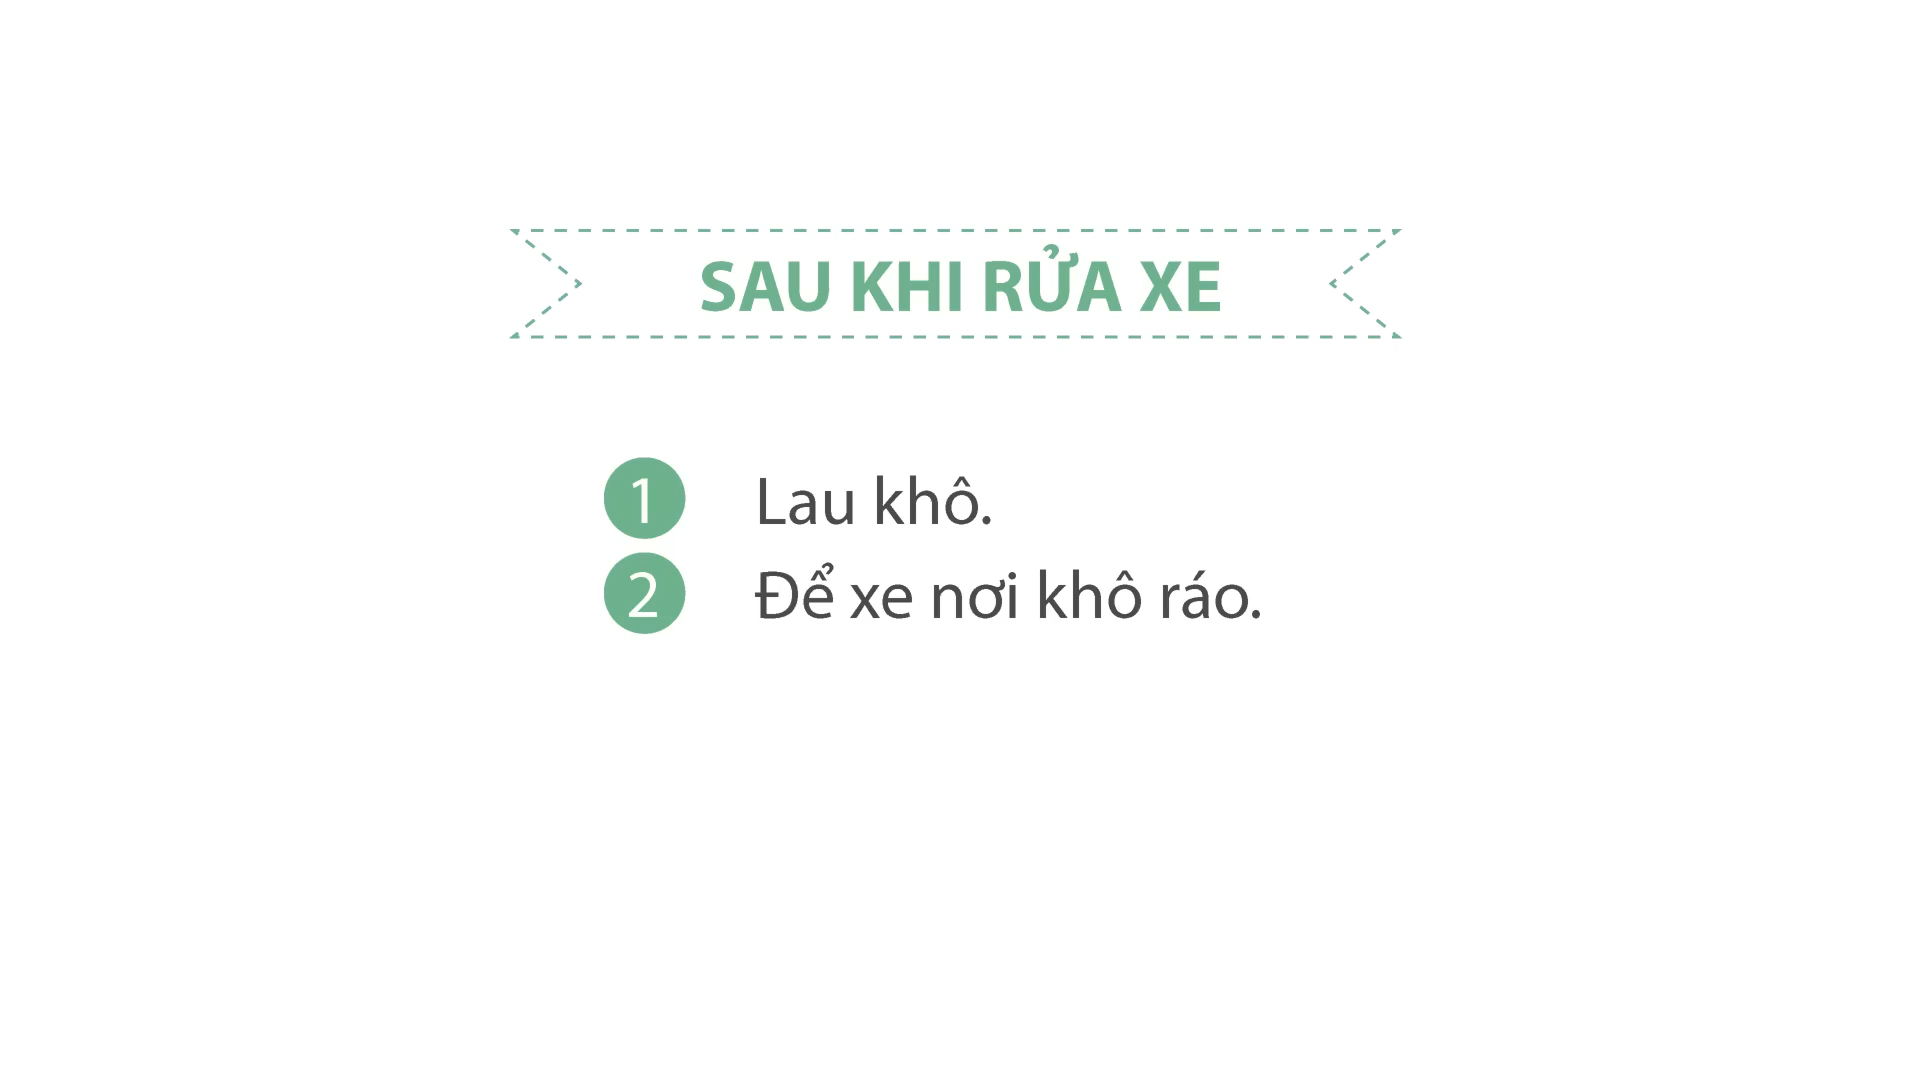 SAU KHI RỬA XE
1 Lau khô.
2 Để xe nơi khô ráo.